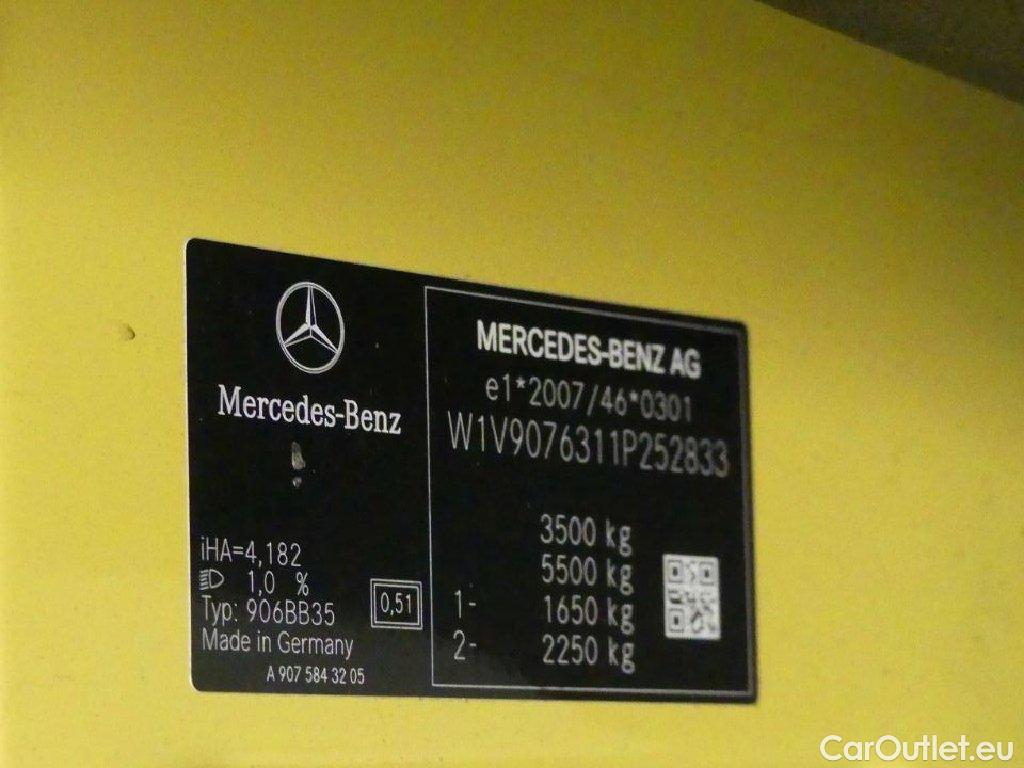 Mercedes-Benz
iHA=4,182
1,0 %
Typ: 906BB35
Made in Germany
A 907 584 32 05
0,51
MERCEDES-BENZ AG
e1*2007/46*0301
W1V9076311P252833
3500 kg
5500 kg
1- 1650 kg
2- 2250 kg
CarOutlet.eu